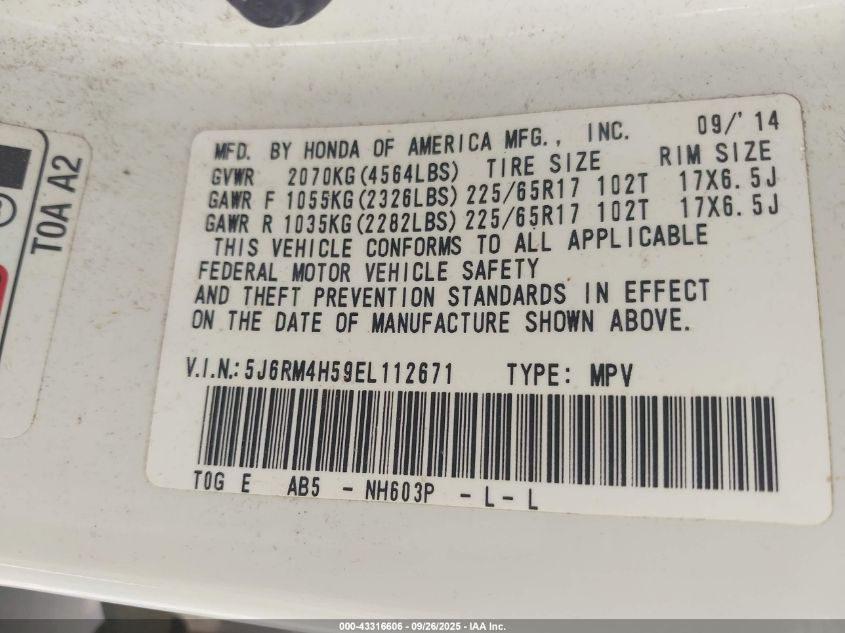 T0A A2
MFD. BY HONDA OF AMERICA MFG., INC. 09/'14
GVWR 2070KG(4564LBS) TIRE SIZE RIM SIZE
GAWR F 1055KG(2326LBS) 225/65R17 102T 17X6.5J
GAWR R 1035KG(2282LBS) 225/65R17 102T 17X6.5J
THIS VEHICLE CONFORMS TO ALL APPLICABLE
FEDERAL MOTOR VEHICLE SAFETY
AND THEFT PREVENTION STANDARDS IN EFFECT
ON THE DATE OF MANUFACTURE SHOWN ABOVE.
V.I.N.: 5J6RM4H59EL112671 TYPE: MPV
T0G E AB5 - NH603P - L - L
000-43316606 - 09/26/2025 - IAA Inc.